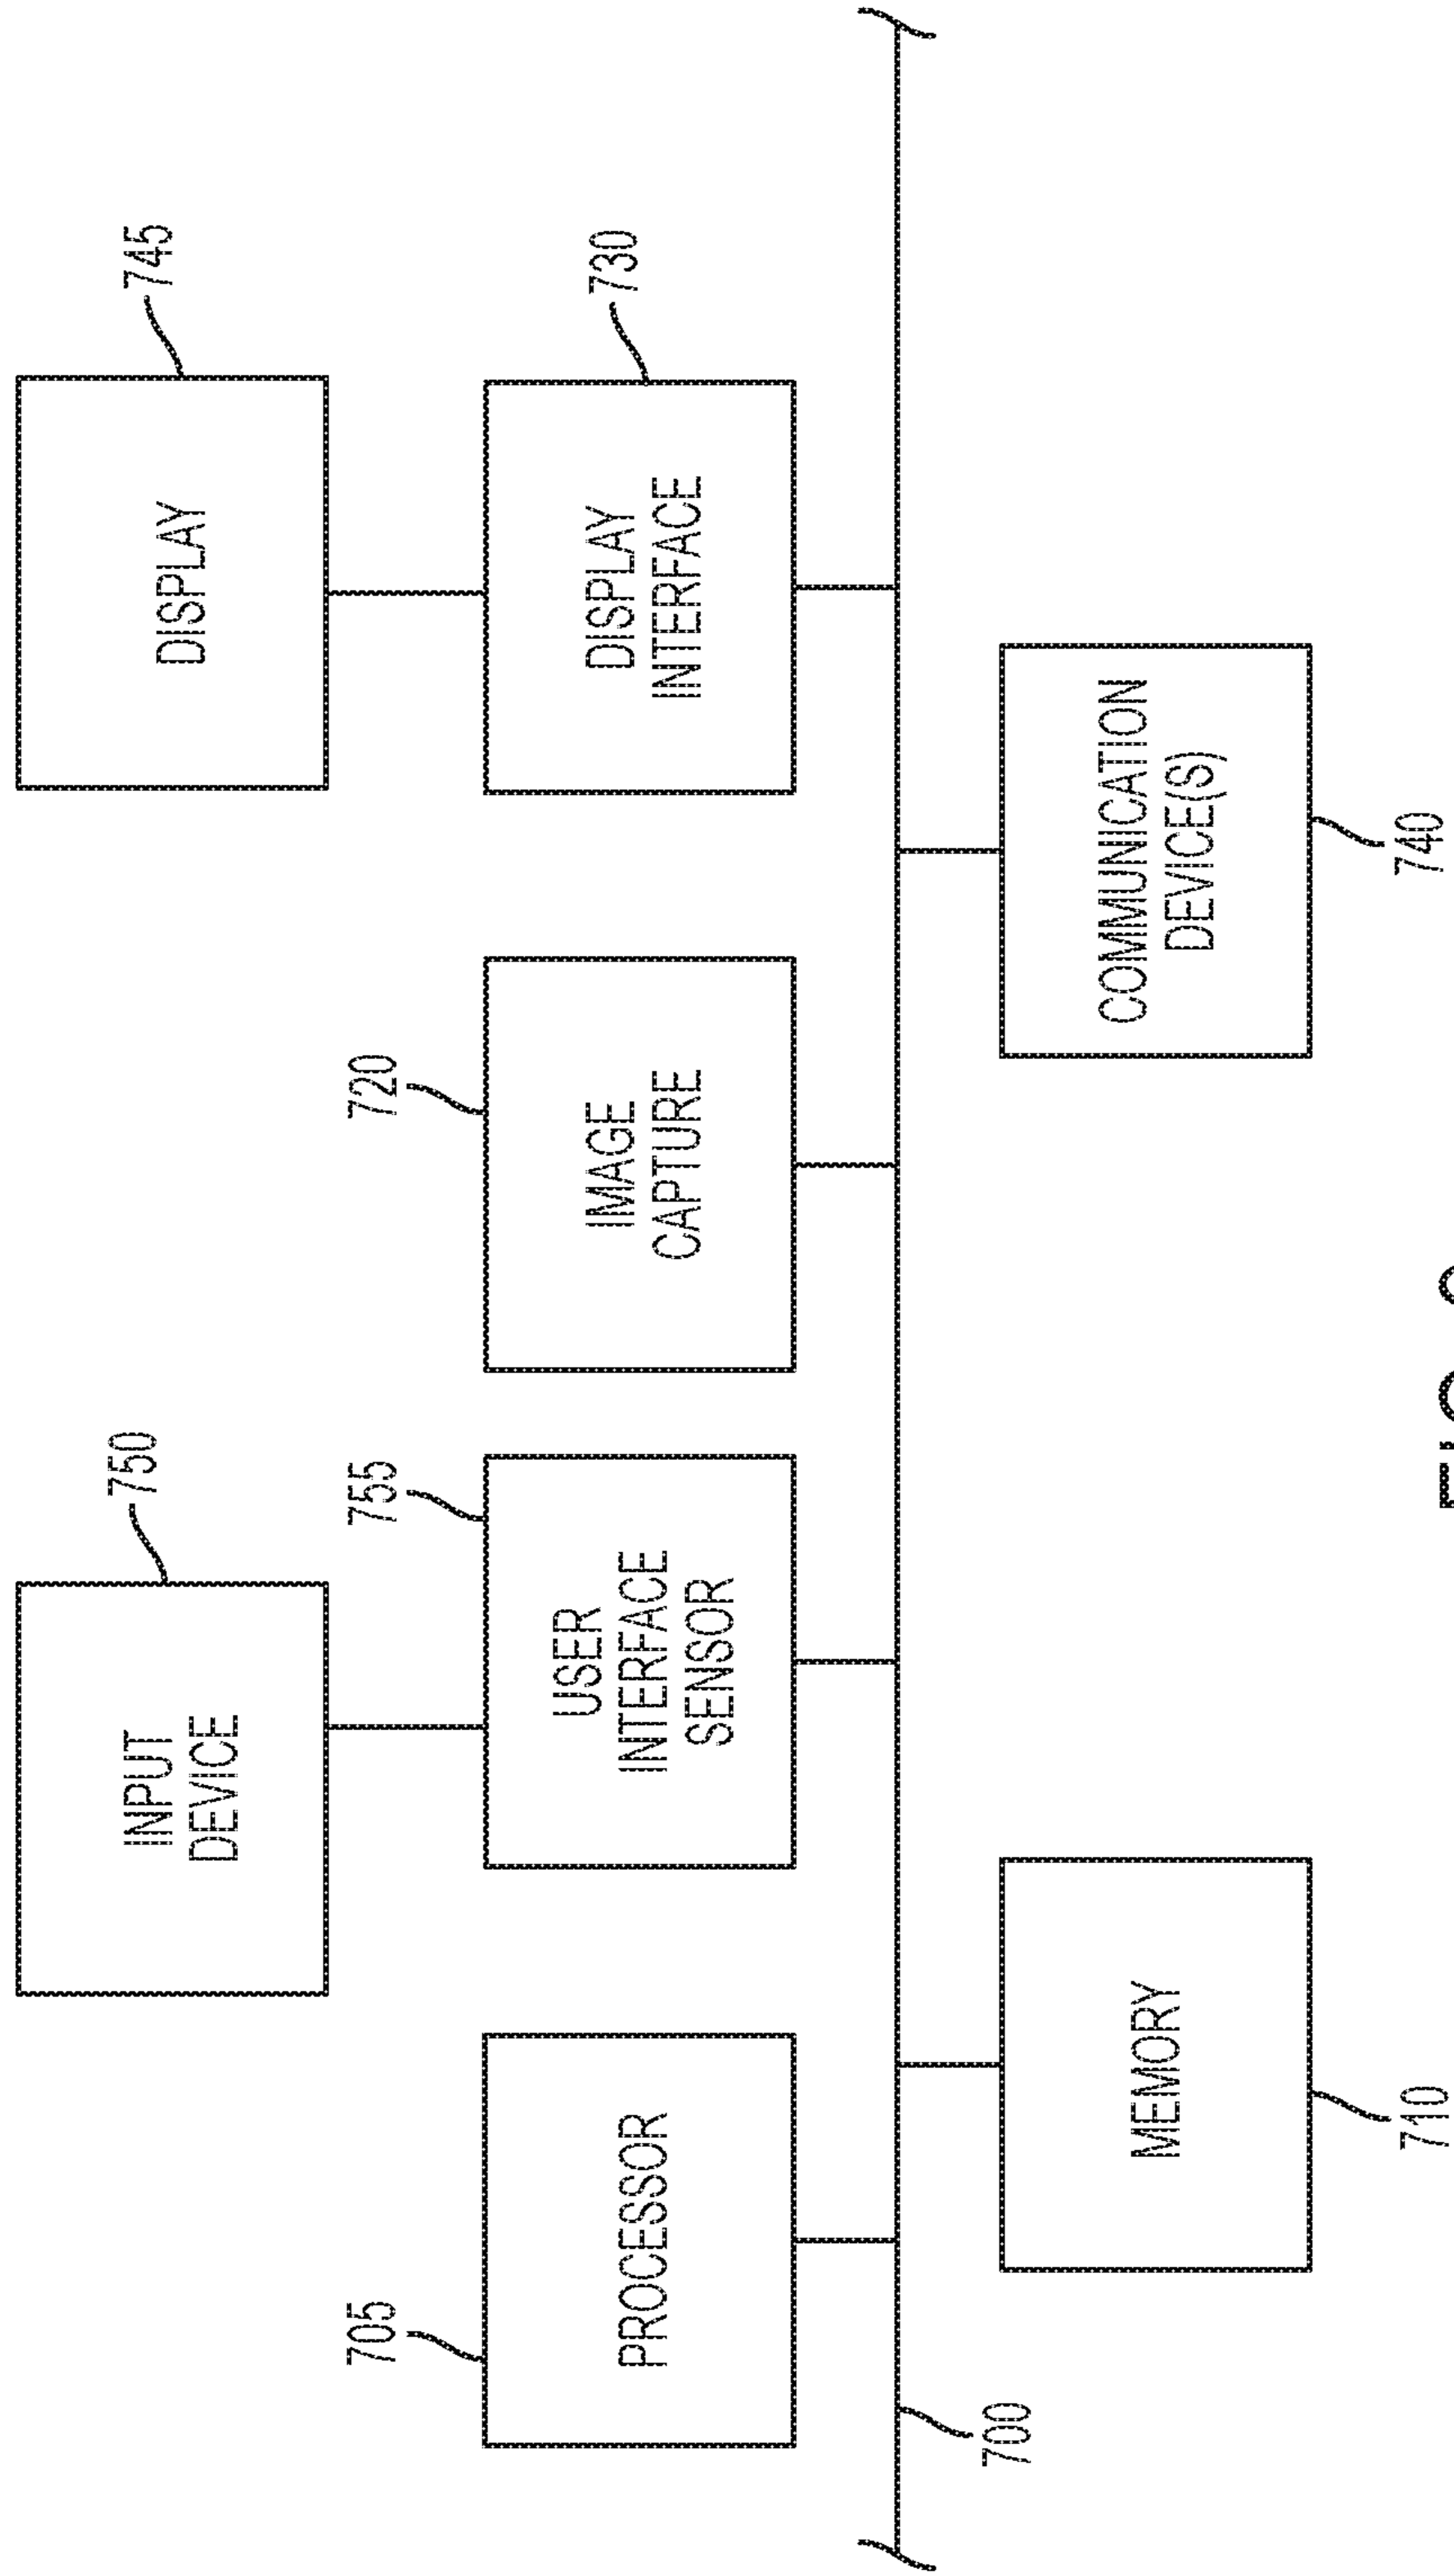 750
745
INPUT
DEVICE
DISPLAY
705
755
720
730
PROCESSOR
USER
INTERFACE
SENSOR
IMAGE
CAPTURE
DISPLAY
INTERFACE
700
MEMORY
COMMUNICATION
DEVICE(S)
710
740